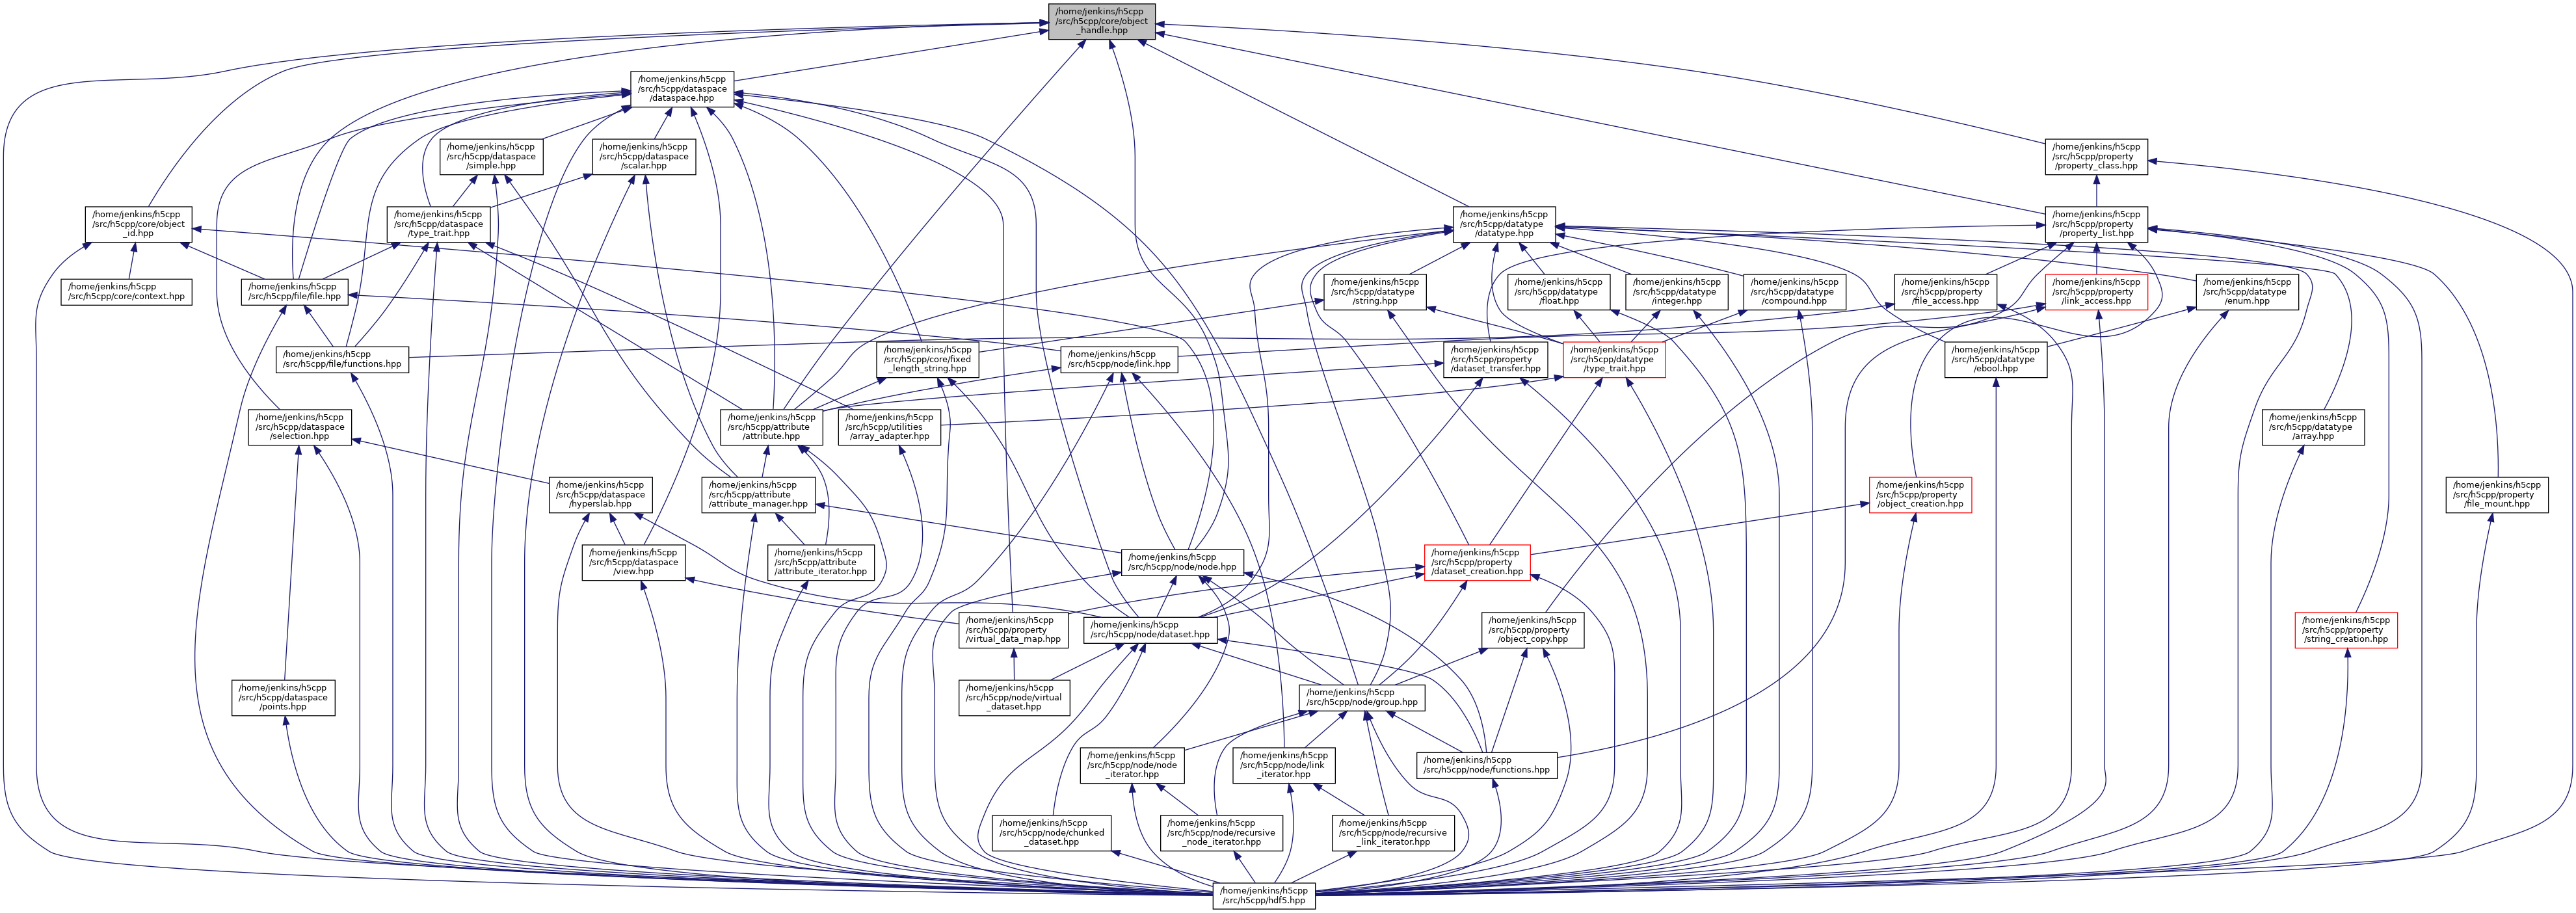 /home/jenkins/h5cpp
/src/h5cpp/core/object
_handle.hpp
/home/jenkins/h5cpp
/src/h5cpp/dataspace
/dataspace.hpp
/home/jenkins/h5cpp
/src/h5cpp/dataspace
/simple.hpp
/home/jenkins/h5cpp
/src/h5cpp/dataspace
/scalar.hpp
/home/jenkins/h5cpp
/src/h5cpp/property
/property_class.hpp
/home/jenkins/h5cpp
/src/h5cpp/core/object
_id.hpp
/home/jenkins/h5cpp
/src/h5cpp/dataspace
/type_trait.hpp
/home/jenkins/h5cpp
/src/h5cpp/datatype
/datatype.hpp
/home/jenkins/h5cpp
/src/h5cpp/property
/property_list.hpp
/home/jenkins/h5cpp
/src/h5cpp/core/context.hpp
/home/jenkins/h5cpp
/src/h5cpp/file/file.hpp
/home/jenkins/h5cpp
/src/h5cpp/datatype
/string.hpp
/home/jenkins/h5cpp
/src/h5cpp/datatype
/float.hpp
/home/jenkins/h5cpp
/src/h5cpp/datatype
/integer.hpp
/home/jenkins/h5cpp
/src/h5cpp/datatype
/compound.hpp
/home/jenkins/h5cpp
/src/h5cpp/property
/file_access.hpp
/home/jenkins/h5cpp
/src/h5cpp/property
/link_access.hpp
/home/jenkins/h5cpp
/src/h5cpp/datatype
/enum.hpp
/home/jenkins/h5cpp
/src/h5cpp/file/functions.hpp
/home/jenkins/h5cpp
/src/h5cpp/core/fixed
_length_string.hpp
/home/jenkins/h5cpp
/src/h5cpp/node/link.hpp
/home/jenkins/h5cpp
/src/h5cpp/property
/dataset_transfer.hpp
/home/jenkins/h5cpp
/src/h5cpp/datatype
/type_trait.hpp
/home/jenkins/h5cpp
/src/h5cpp/datatype
/ebool.hpp
/home/jenkins/h5cpp
/src/h5cpp/dataspace
/selection.hpp
/home/jenkins/h5cpp
/src/h5cpp/attribute
/attribute.hpp
/home/jenkins/h5cpp
/src/h5cpp/utilities
/array_adapter.hpp
/home/jenkins/h5cpp
/src/h5cpp/datatype
/array.hpp
/home/jenkins/h5cpp
/src/h5cpp/dataspace
/hyperslab.hpp
/home/jenkins/h5cpp
/src/h5cpp/attribute
/attribute_manager.hpp
/home/jenkins/h5cpp
/src/h5cpp/property
/object_creation.hpp
/home/jenkins/h5cpp
/src/h5cpp/property
/file_mount.hpp
/home/jenkins/h5cpp
/src/h5cpp/dataspace
/view.hpp
/home/jenkins/h5cpp
/src/h5cpp/attribute
/attribute_iterator.hpp
/home/jenkins/h5cpp
/src/h5cpp/node/node.hpp
/home/jenkins/h5cpp
/src/h5cpp/property
/dataset_creation.hpp
/home/jenkins/h5cpp
/src/h5cpp/property
/virtual_data_map.hpp
/home/jenkins/h5cpp
/src/h5cpp/node/dataset.hpp
/home/jenkins/h5cpp
/src/h5cpp/property
/object_copy.hpp
/home/jenkins/h5cpp
/src/h5cpp/property
/string_creation.hpp
/home/jenkins/h5cpp
/src/h5cpp/dataspace
/points.hpp
/home/jenkins/h5cpp
/src/h5cpp/node/virtual
_dataset.hpp
/home/jenkins/h5cpp
/src/h5cpp/node/group.hpp
/home/jenkins/h5cpp
/src/h5cpp/node/node
_iterator.hpp
/home/jenkins/h5cpp
/src/h5cpp/node/link
_iterator.hpp
/home/jenkins/h5cpp
/src/h5cpp/node/functions.hpp
/home/jenkins/h5cpp
/src/h5cpp/node/chunked
_dataset.hpp
/home/jenkins/h5cpp
/src/h5cpp/node/recursive
_node_iterator.hpp
/home/jenkins/h5cpp
/src/h5cpp/node/recursive
_link_iterator.hpp
/home/jenkins/h5cpp
/src/h5cpp/hdf5.hpp